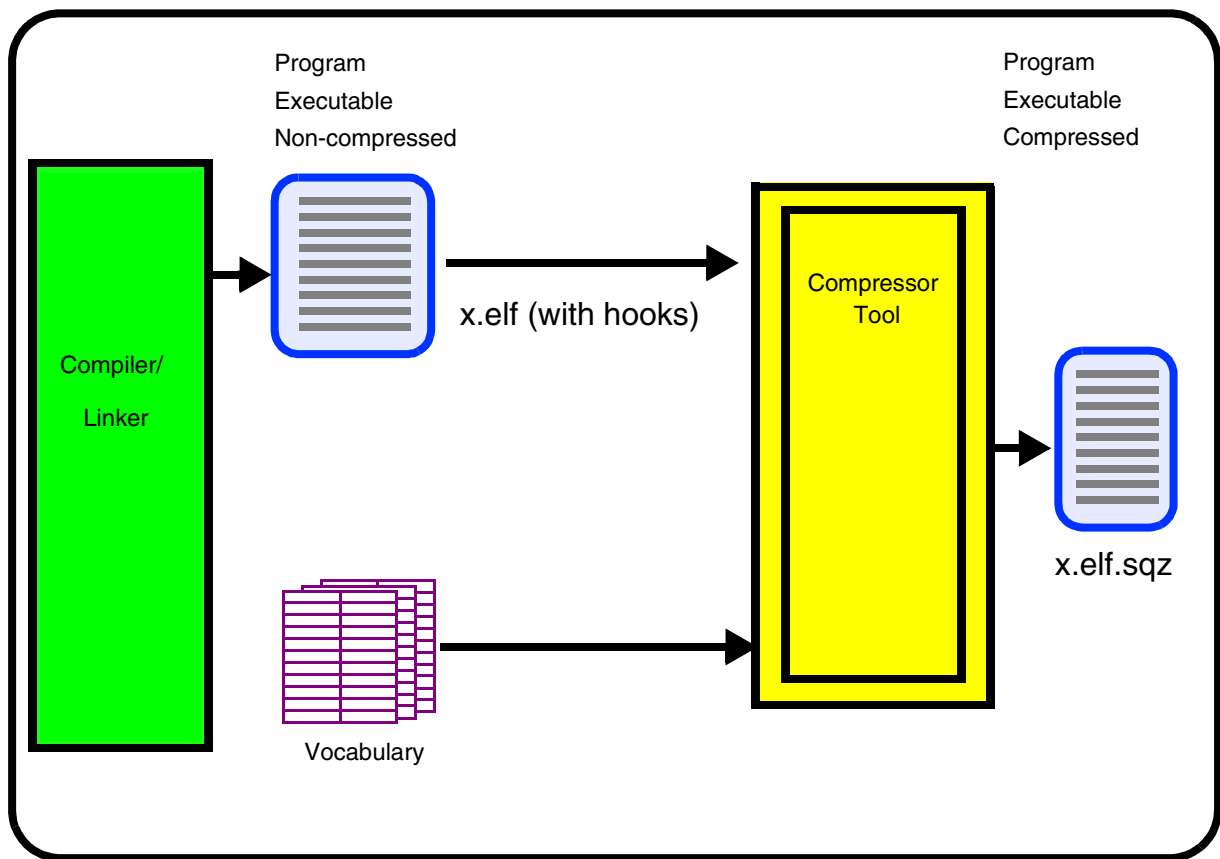 Program
Executable
Non-compressed
Program
Executable
Compressed
Compiler/
Linker
x.elf (with hooks)
Compressor
Tool
x.elf.sqz
Vocabulary